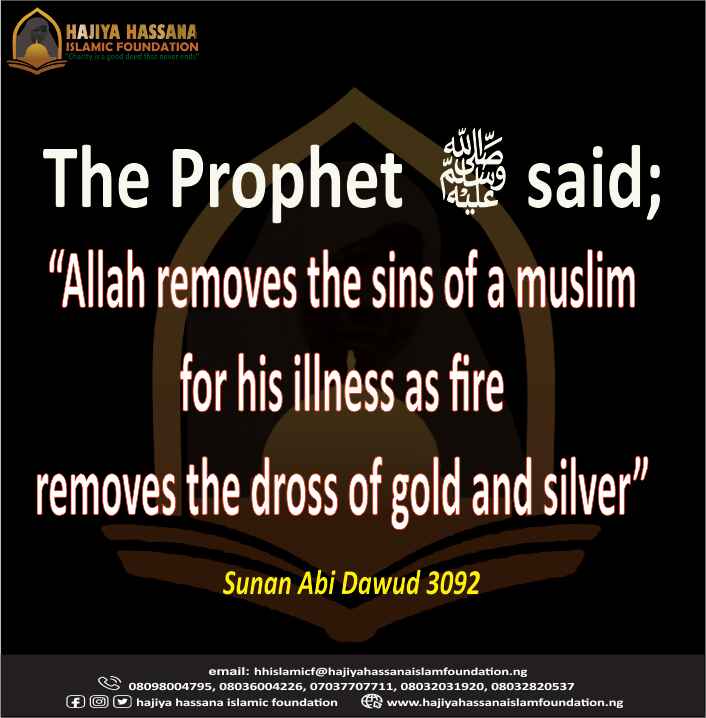 HAJIYA HASSANA
ISLAMIC FOUNDATION
"Charity is a good deed that never ends"
The Prophet ﷺ said;
“Allah removes the sins of a muslim
for his illness as fire
removes the dross of gold and silver”
Sunan Abi Dawud 3092
email: hhislamicf@hajiyahassanaislamfoundation.ng
08098004795, 08036004226, 07037707711, 08032031920, 08032820537
hajiya hassana islamic foundation www.hajiyahassanaislamfoundation.ng